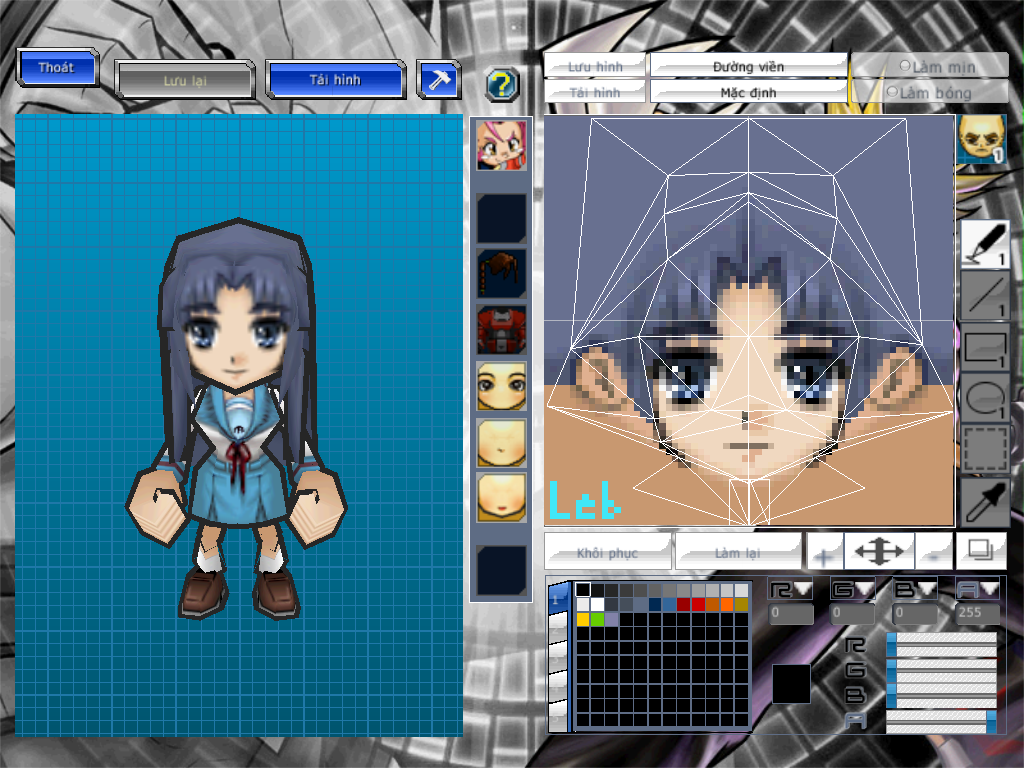 Thoát
Lưu lại
Tải hình
?
Lưu hình
Đường viền
Làm mịn
Tải hình
Mặc định
Làm bóng
1
1
1
1
1
Leb
Khôi phục
Làm lại
+
-
1
R G B A
0 0 0 255
R
G
B
A